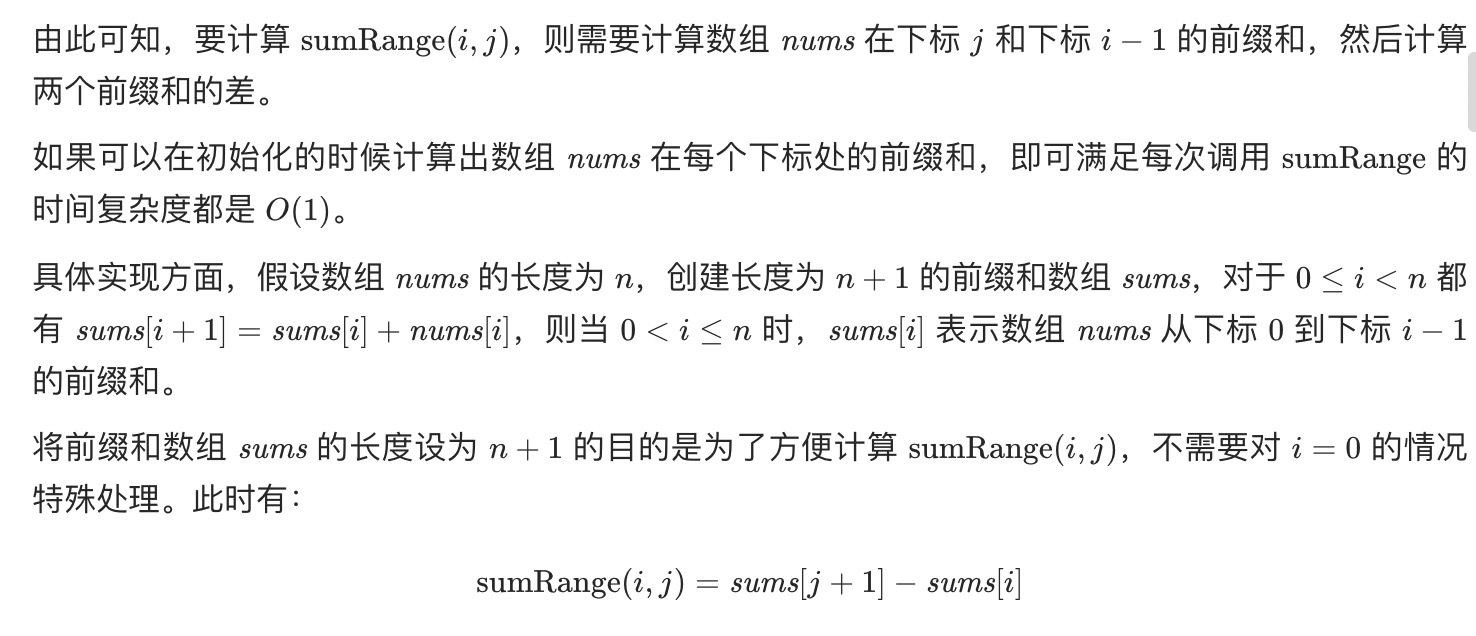 由此可知，要计算 sumRange(i, j)，则需要计算数组 nums 在下标 j 和下标 i − 1 的前缀和，然后计算
两个前缀和的差。
如果可以在初始化的时候计算出数组 nums 在每个下标处的前缀和，即可满足每次调用 sumRange 的
时间复杂度都是 O(1)。
具体实现方面，假设数组 nums 的长度为 n，创建长度为 n + 1 的前缀和数组 sums，对于 0 ≤ i < n 都
有 sums[i + 1] = sums[i] + nums[i]，则当 0 < i ≤ n 时，sums[i] 表示数组 nums 从下标 0 到下标 i − 1
的前缀和。
将前缀和数组 sums 的长度设为 n + 1 的目的是为了方便计算 sumRange(i, j)，不需要对 i = 0 的情况
特殊处理。此时有：
sumRange(i, j) = sums[j + 1] − sums[i]